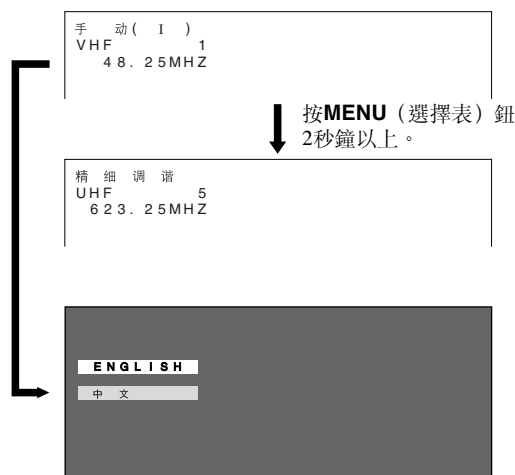 手 动( I )
VHF 1
48.25MHZ
按MENU（選擇表）鈕
2秒鐘以上。
精 细 调 谐
UHF 5
623.25MHZ
ENGLISH
中 文